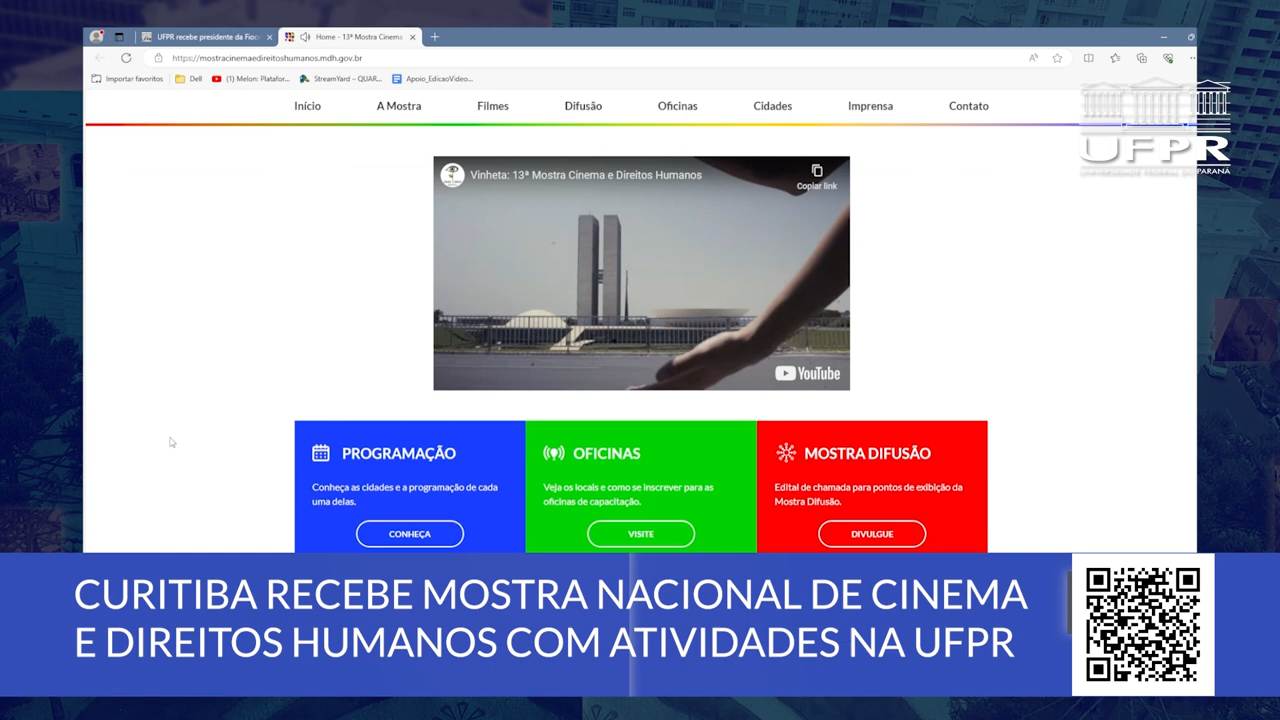 UFPR recebe presidente da Fioc
Home - 13ª Mostra Cinema
https://mostracinemaedireitoshumanos.mdh.gov.br
Importar favoritos
Dell
(1) Melon: Platafor...
StreamYard – QUAR...
Apoio_EdicaoVideo...
Início
A Mostra
Filmes
Difusão
Oficinas
Cidades
Imprensa
Contato
UFPR
UNIVERSIDADE FEDERAL DO PARANÁ
Vinheta: 13ª Mostra Cinema e Direitos Humanos
Copiar link
YouTube
PROGRAMAÇÃO
Conheça as cidades e a programação de cada
uma delas.
CONHEÇA
OFICINAS
Veja os locais e como se inscrever para as
oficinas de capacitação.
VISITE
MOSTRA DIFUSÃO
Edital de chamada para pontos de exibição da
Mostra Difusão.
DIVULGUE
CURITIBA RECEBE MOSTRA NACIONAL DE CINEMA
E DIREITOS HUMANOS COM ATIVIDADES NA UFPR